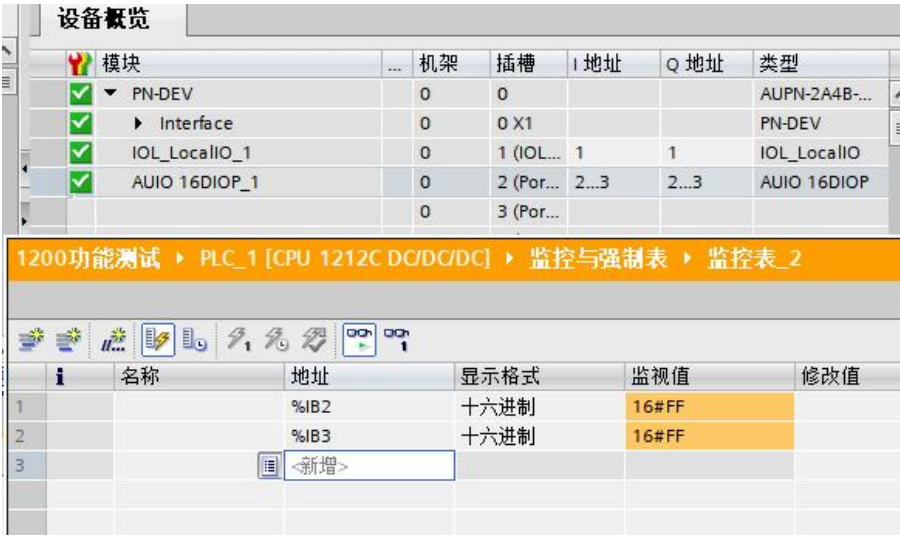 设备概览
模块 ... 机架 插槽 I 地址 Q 地址 类型
PN-DEV 0 0 AUPN-2A4B-...
Interface 0 0 X1 PN-DEV
IOL_LocalIO_1 0 1 (IOL... 1 1 IOL_LocalIO
AUIO 16DIOP_1 0 2 (Por... 2...3 2...3 AUIO 16DIOP
0 3 (Por...
1200功能测试 PLC_1 [CPU 1212C DC/DC/DC] 监控与强制表 监控表_2
i 名称 地址 显示格式 监视值 修改值
1 %IB2 十六进制 16#FF
2 %IB3 十六进制 16#FF
3 <新增>